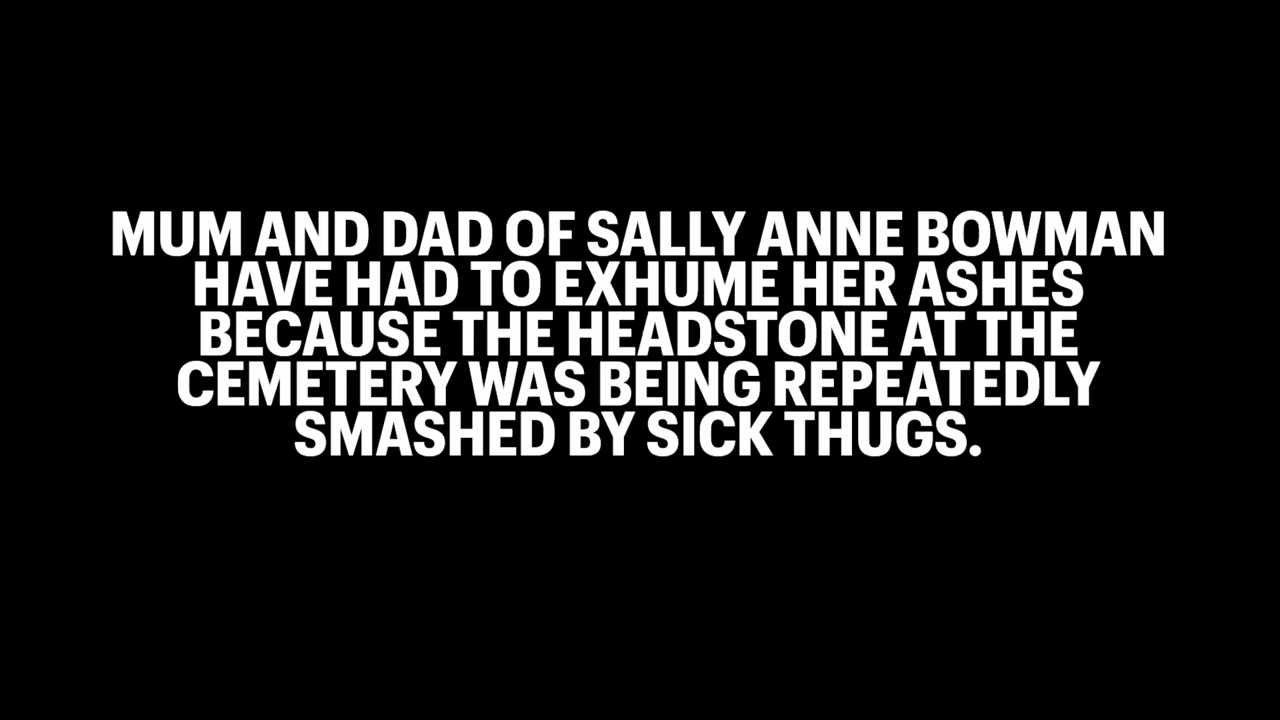 MUM AND DAD OF SALLY ANNE BOWMAN
HAVE HAD TO EXHUME HER ASHES
BECAUSE THE HEADSTONE AT THE
CEMETERY WAS BEING REPEATEDLY
SMASHED BY SICK THUGS.